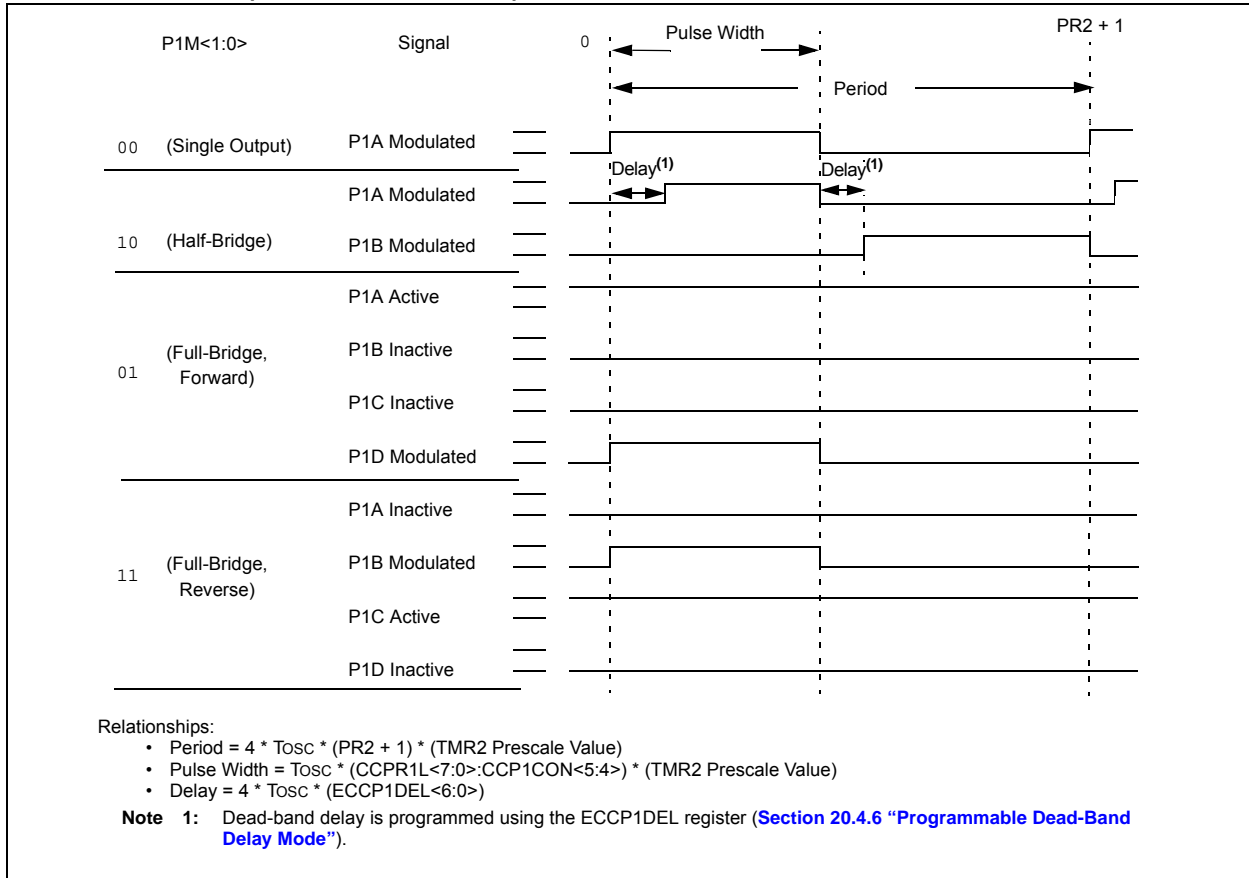 P1M<1:0> Signal 0 Pulse Width PR2 + 1
Period
00 (Single Output) P1A Modulated
Delay(1) Delay(1)
P1A Modulated
10 (Half-Bridge) P1B Modulated
P1A Active
01 (Full-Bridge, Forward) P1B Inactive
P1C Inactive
P1D Modulated
P1A Inactive
11 (Full-Bridge, Reverse) P1B Modulated
P1C Active
P1D Inactive
Relationships:
• Period = 4 * TOSC * (PR2 + 1) * (TMR2 Prescale Value)
• Pulse Width = TOSC * (CCPR1L<7:0>:CCP1CON<5:4>) * (TMR2 Prescale Value)
• Delay = 4 * TOSC * (ECCP1DEL<6:0>)
Note 1: Dead-band delay is programmed using the ECCP1DEL register (Section 20.4.6 “Programmable Dead-Band
Delay Mode”).